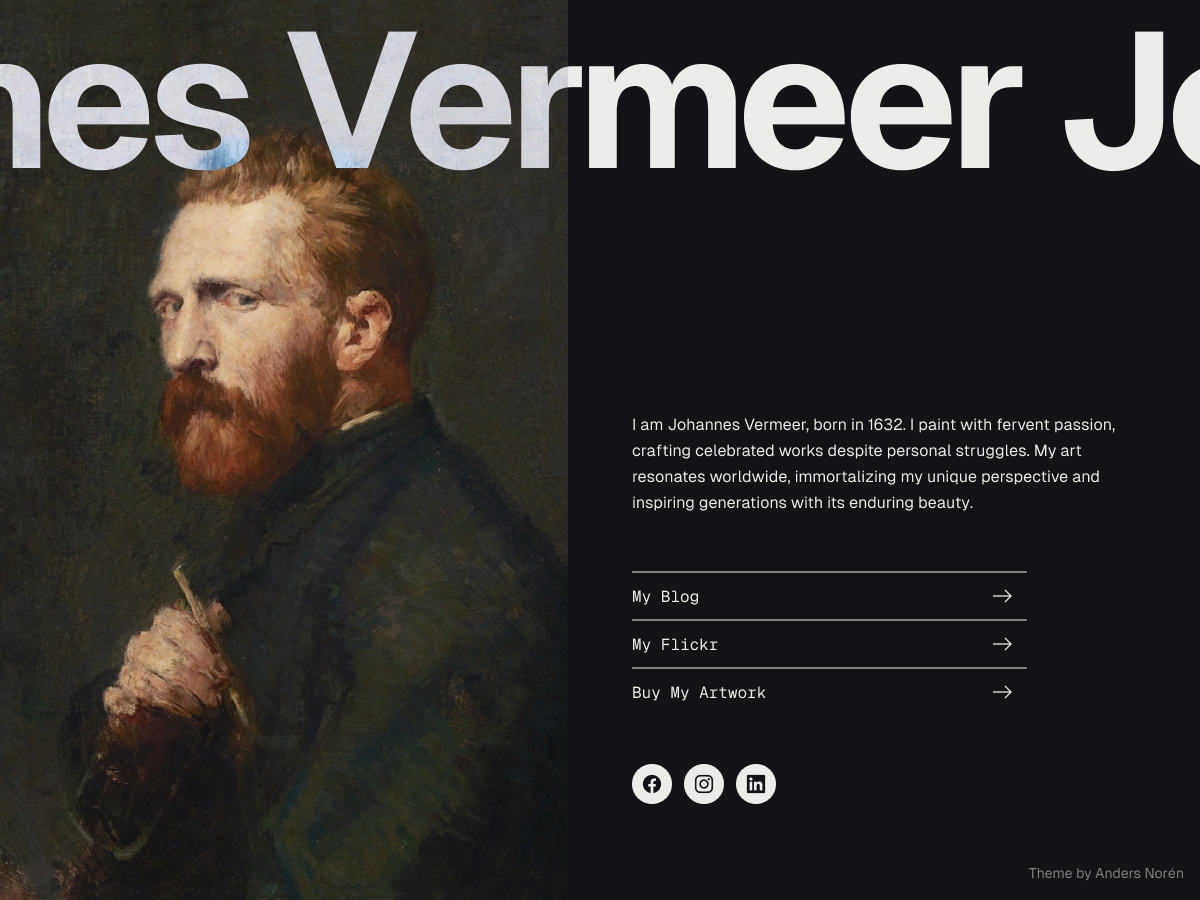 nes Vermeer Jo
I am Johannes Vermeer, born in 1632. I paint with fervent passion,
crafting celebrated works despite personal struggles. My art
resonates worldwide, immortalizing my unique perspective and
inspiring generations with its enduring beauty.
My Blog
My Flickr
Buy My Artwork
Theme by Anders Norén